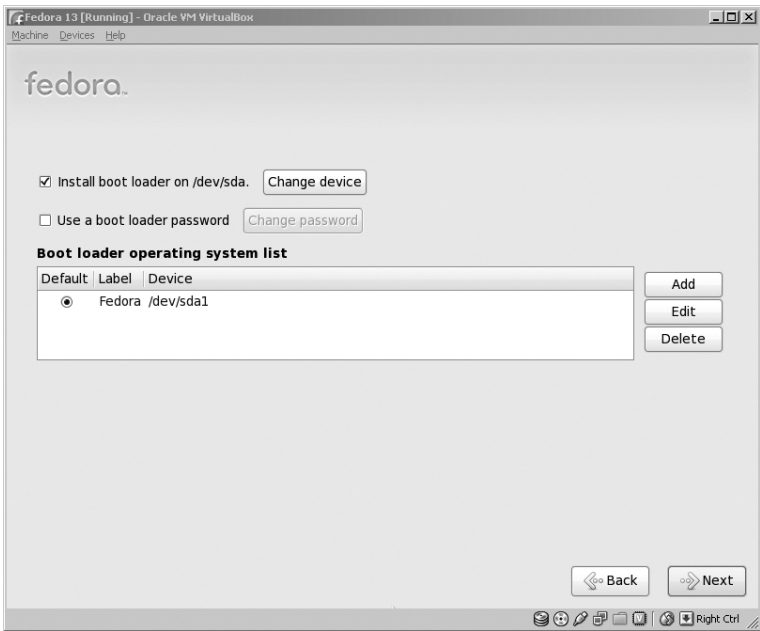 Fedora 13 [Running] - Oracle VM VirtualBox
Machine Devices Help
fedora™
Install boot loader on /dev/sda. Change device
Use a boot loader password Change password
Boot loader operating system list
Default Label Device
Fedora /dev/sda1
Add
Edit
Delete
Back Next
Right Ctrl